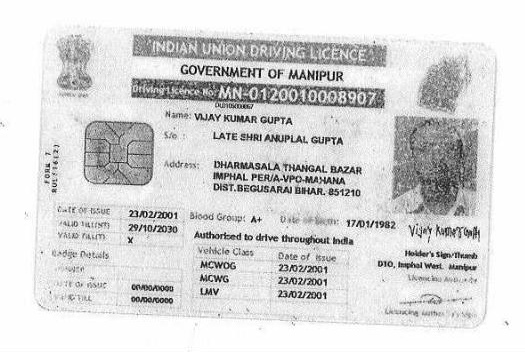 INDIAN UNION DRIVING LICENCE
GOVERNMENT OF MANIPUR
Driving Licence No: MN-0120010008907
Name: VIJAY KUMAR GUPTA
S/o : LATE SHRI ANUPLAL GUPTA
Address: DHARMASALA THANGAL BAZAR
IMPHAL PER/A-VPO-MAHANA
DIST.BEGUSARAI BIHAR. 851210
FORM 7
RULE 16(2)
DATE OF ISSUE 23/02/2001 Blood Group: A+ Date of Birth: 17/01/1982
VALID TILL(NT) 29/10/2030
VALID TILL(T) X
Authorised to drive throughout India
Badge Details
Vehicle Class Date of Issue
MCWOG 23/02/2001
MCWG 23/02/2001
LMV 23/02/2001
DATE OF ISSUE 00/00/0000
VALID TILL 00/00/0000
Vijay Kumar Gupta
Holder's Sign/Thumb
DTO, Imphal West. Manipur
Licencing Authority
Licencing Author